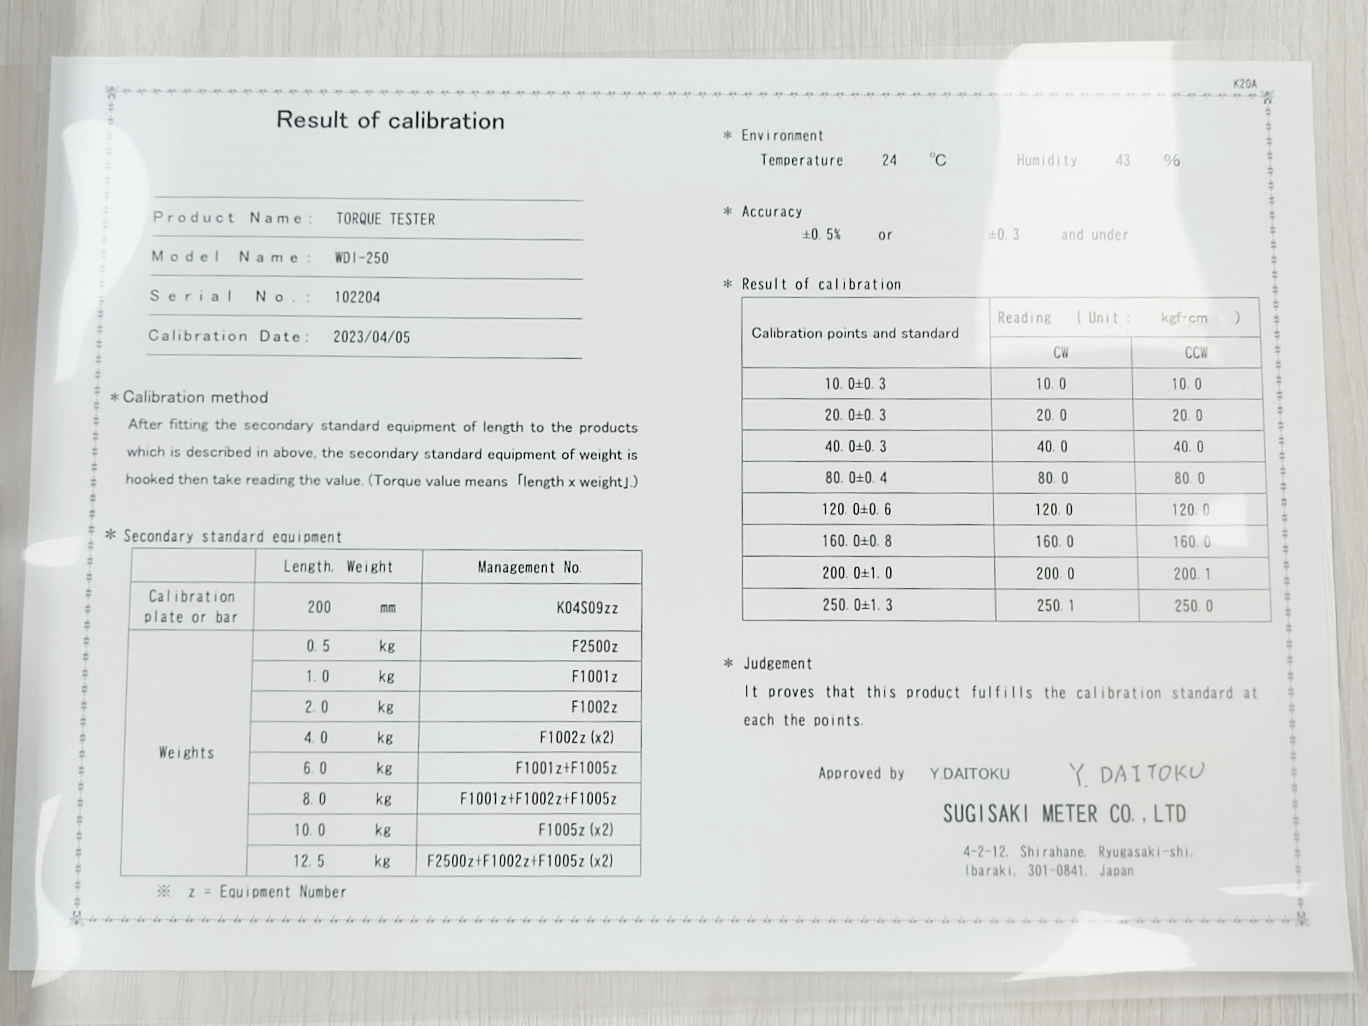 K20A
Result of calibration
Product Name: TORQUE TESTER
Model Name: WDI-250
Serial No.: 102204
Calibration Date: 2023/04/05
*Calibration method
After fitting the secondary standard equipment of length to the products
which is described in above, the secondary standard equipment of weight is
hooked then take reading the value. (Torque value means「length x weight」.)
* Secondary standard equipment
Length, Weight Management No.
Calibration plate or bar 200 mm K04S09zz
Weights
0.5 kg F2500z
1.0 kg F1001z
2.0 kg F1002z
4.0 kg F1002z(x2)
6.0 kg F1001z+F1005z
8.0 kg F1001z+F1002z+F1005z
10.0 kg F1005z(x2)
12.5 kg F2500z+F1002z+F1005z(x2)
※ z = Equipment Number
* Environment
Temperature 24 ℃ Humidity 43 %
* Accuracy
±0.5% or ±0.3 and under
* Result of calibration
Calibration points and standard Reading (Unit: kgf·cm )
CW CCW
10.0±0.3 10.0 10.0
20.0±0.3 20.0 20.0
40.0±0.3 40.0 40.0
80.0±0.4 80.0 80.0
120.0±0.6 120.0 120.0
160.0±0.8 160.0 160.0
200.0±1.0 200.0 200.1
250.0±1.3 250.1 250.0
* Judgement
It proves that this product fulfills the calibration standard at
each the points.
Approved by Y.DAITOKU Y. DAITOKU
SUGISAKI METER CO.,LTD
4-2-12, Shirahane, Ryugasaki-shi,
Ibaraki, 301-0841, Japan